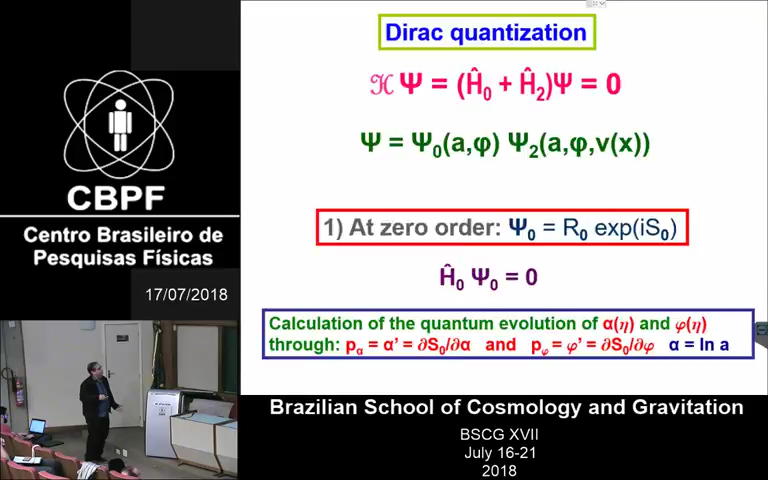 Dirac quantization
ℋ Ψ = (Ĥ₀ + Ĥ₂)Ψ = 0
Ψ = Ψ₀(a,φ) Ψ₂(a,φ,v(x))
1) At zero order: Ψ₀ = R₀ exp(iS₀)
Ĥ₀ Ψ₀ = 0
Calculation of the quantum evolution of α(η) and φ(η)
through: pα = α’ = ∂S₀/∂α and pφ = φ’ = ∂S₀/∂φ α = ln a
CBPF
Centro Brasileiro de
Pesquisas Físicas
17/07/2018
Brazilian School of Cosmology and Gravitation
BSCG XVII
July 16-21
2018